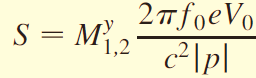 S = M^y_{1,2} \frac{2\pi f_0 e V_0}{c^2 |p|}